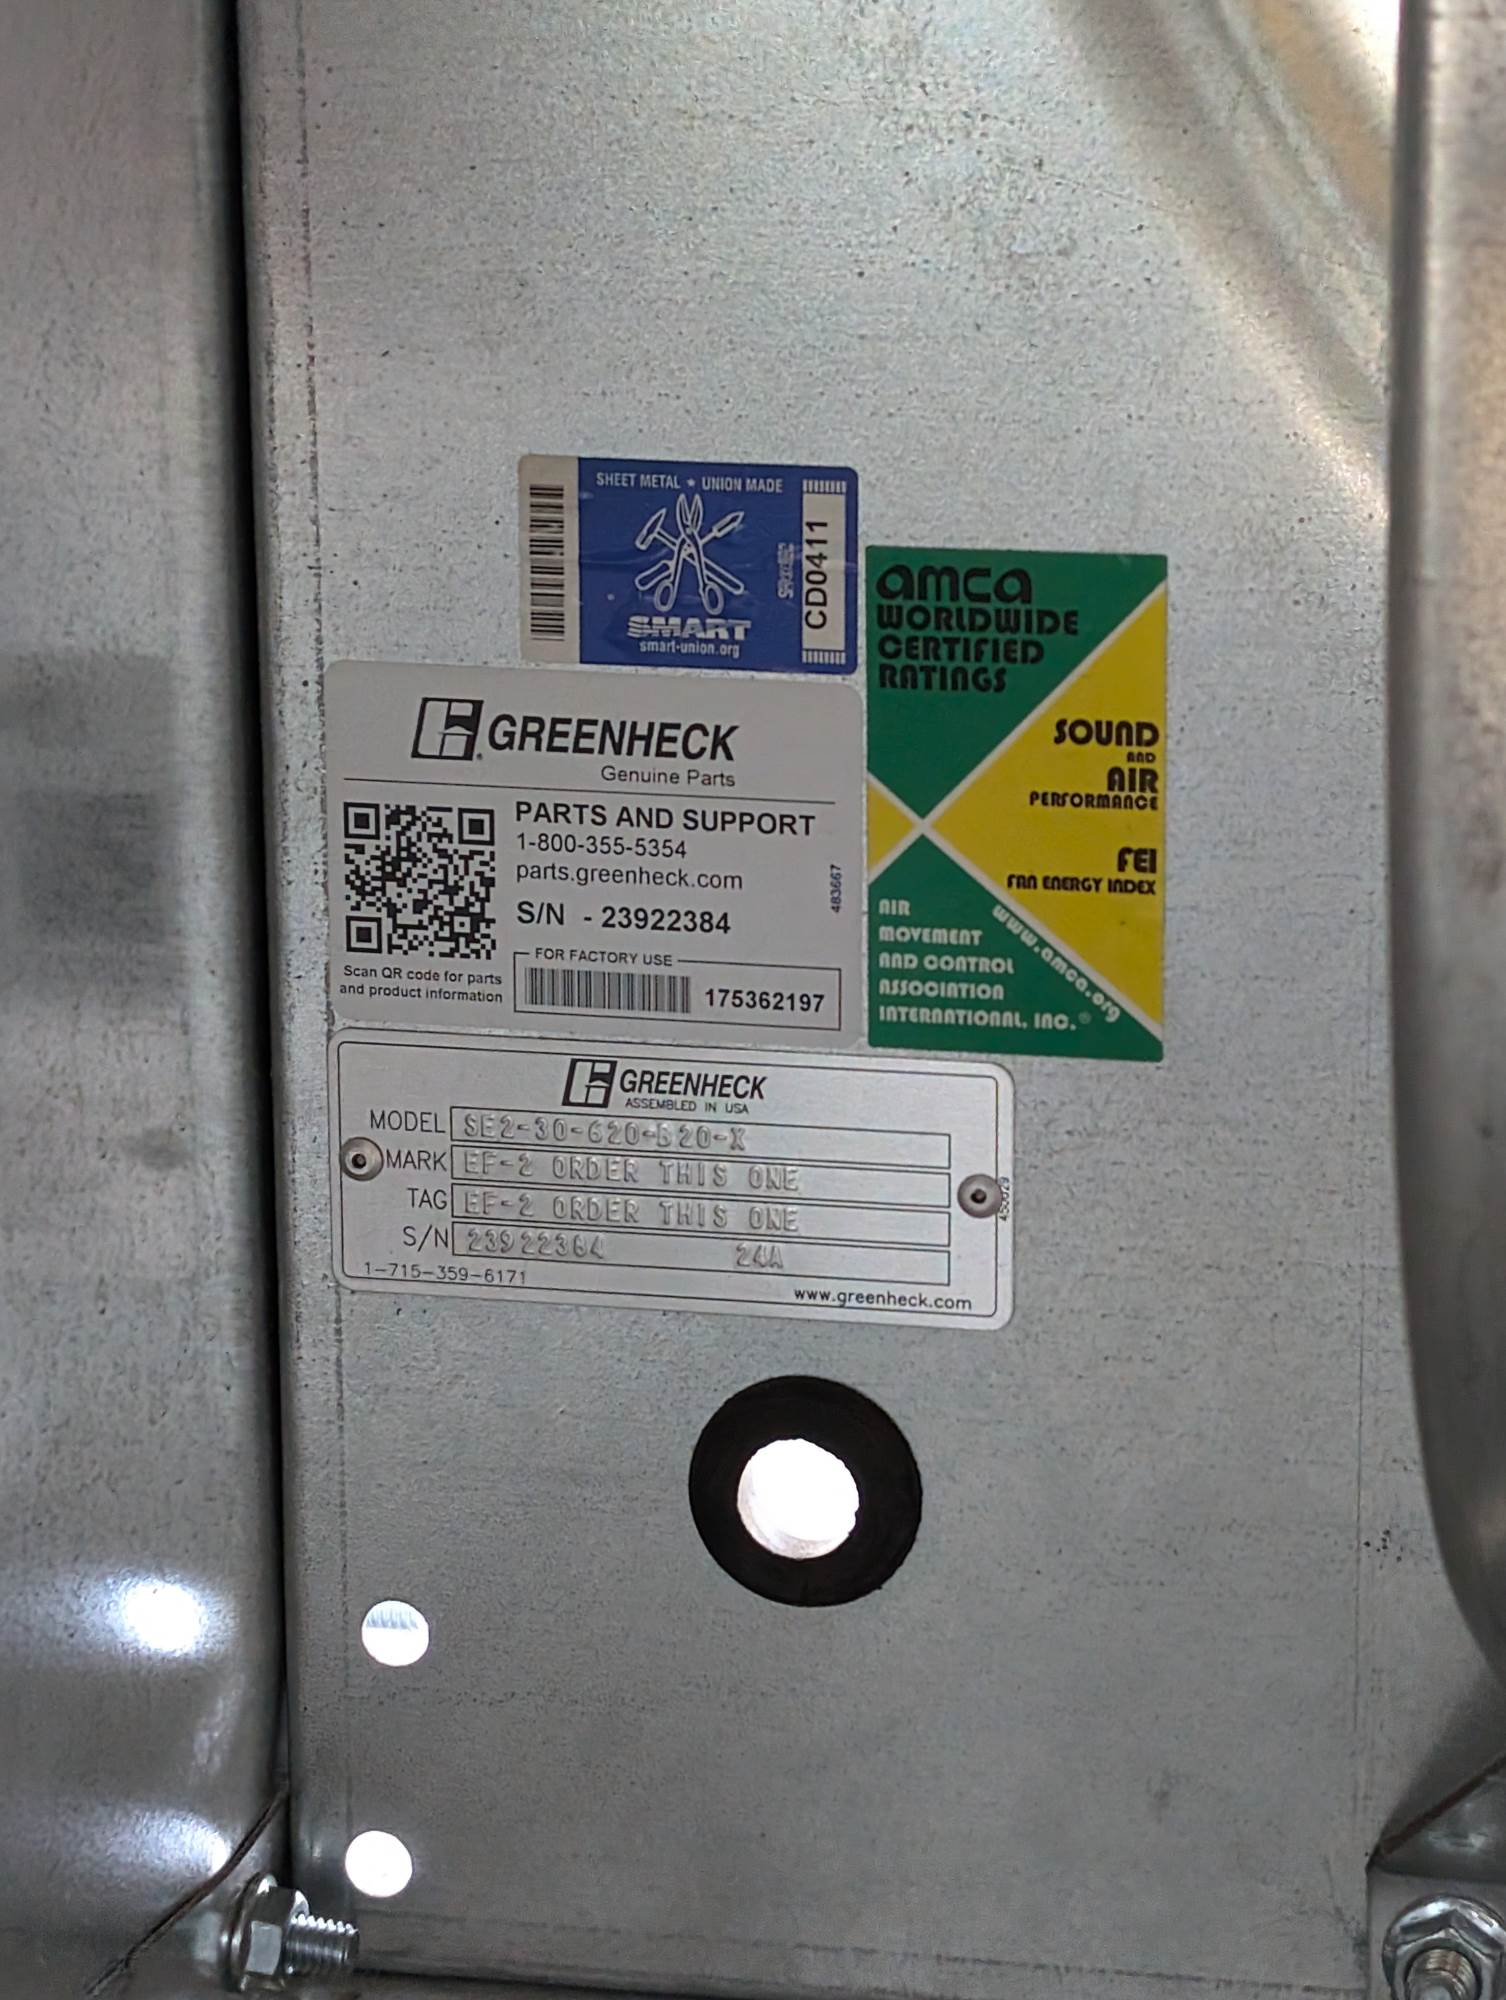 SHEET METAL ★ UNION MADE
SMART
smart-union.org
CD0411
amca
WORLDWIDE
CERTIFIED
RATINGS
SOUND
AND
AIR
PERFORMANCE
FEI
FAN ENERGY INDEX
www.amca.org
AIR
MOVEMENT
AND CONTROL
ASSOCIATION
INTERNATIONAL, INC.®
GREENHECK
Genuine Parts
PARTS AND SUPPORT
1-800-355-5354
parts.greenheck.com
S/N - 23922384
483667
Scan QR code for parts
and product information
FOR FACTORY USE
175362197
GREENHECK
ASSEMBLED IN USA
MODEL SE2-30-620-B20-X
MARK EF-2 ORDER THIS ONE
TAG EF-2 ORDER THIS ONE
S/N 23922384 24A
1-715-359-6171
www.greenheck.com